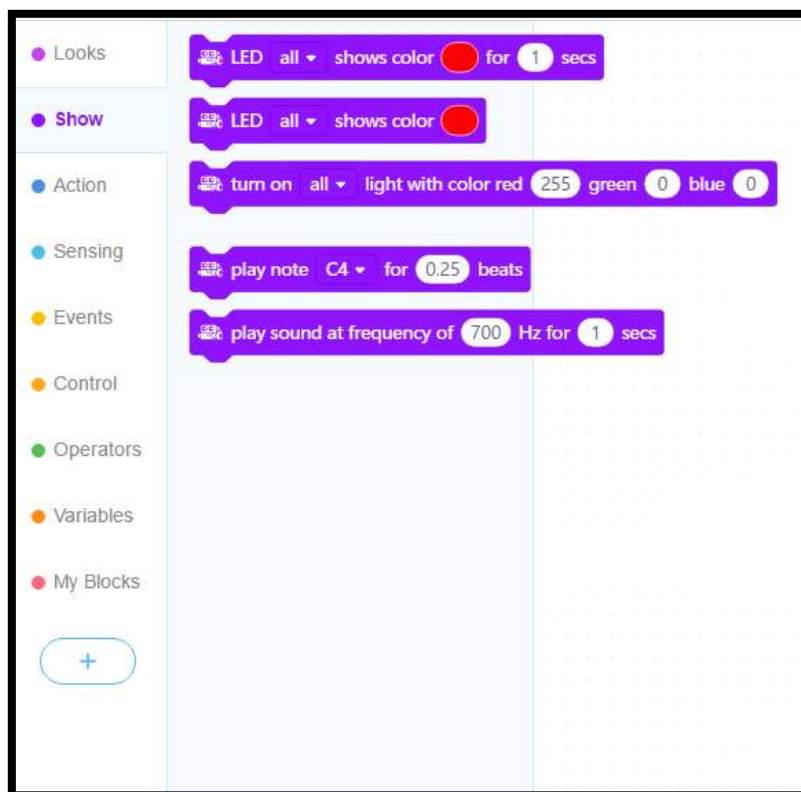 Looks
Show
Action
Sensing
Events
Control
Operators
Variables
My Blocks
+
LED all shows color for 1 secs
LED all shows color
turn on all light with color red 255 green 0 blue 0
play note C4 for 0.25 beats
play sound at frequency of 700 Hz for 1 secs